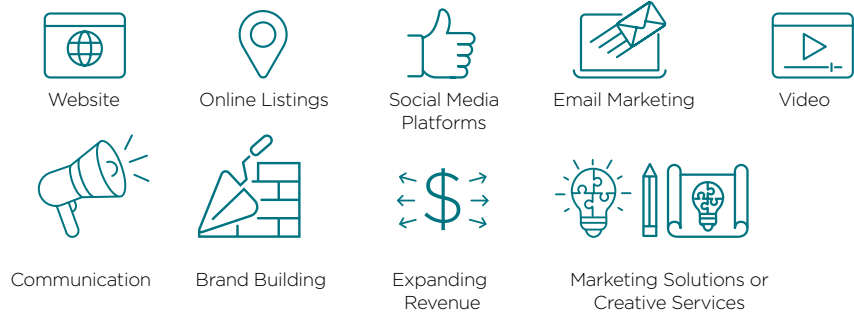 Website
Online Listings
Social Media
Platforms
Email Marketing
Video
Communication
Brand Building
Expanding
Revenue
Marketing Solutions or
Creative Services